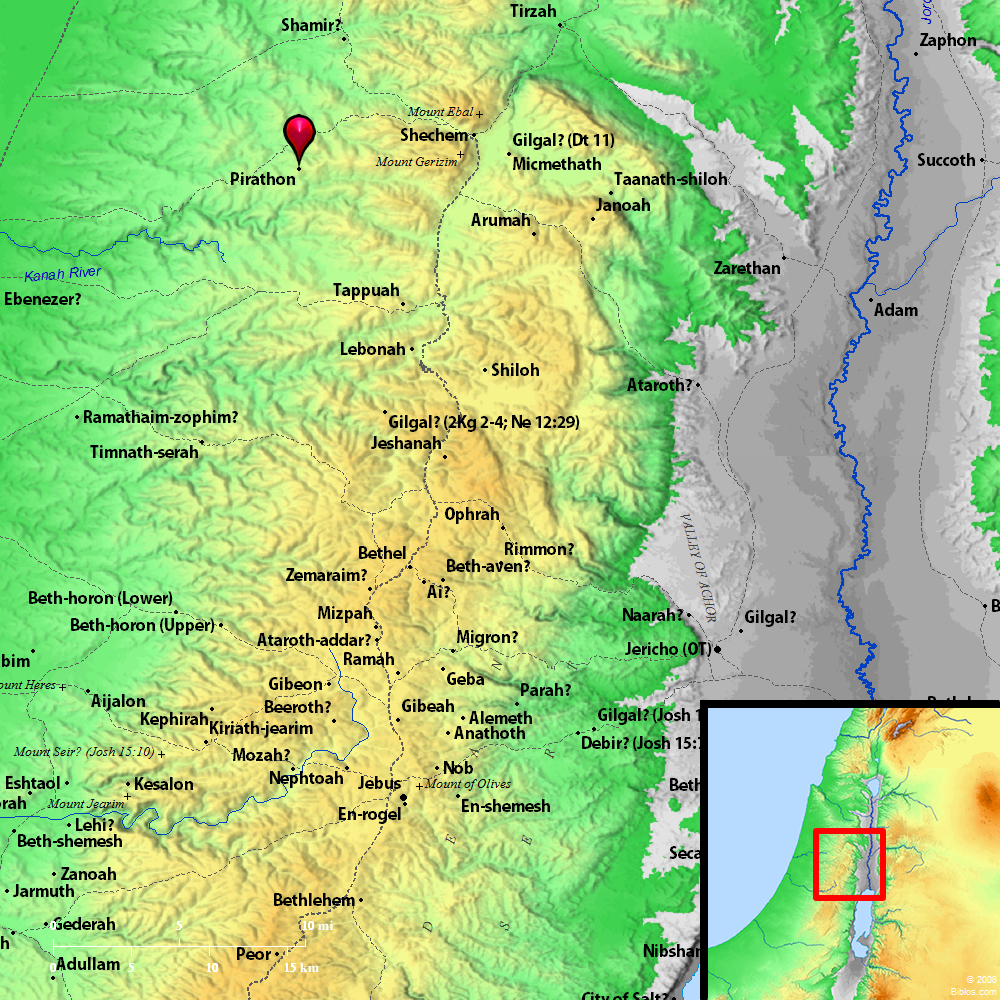 Tirzah
Jor
Shamir?
Zaphon
Mount Ebal
Shechem
Gilgal? (Dt 11)
Mount Gerizim
Micmethath
Succoth
Pirathon
Taanath-shiloh
Janoah
Arumah
Zarethan
Kanah River
Tappuah
Ebenezer?
Adam
Lebonah
Shiloh
Ataroth?
Ramathaim-zophim?
Gilgal? (2Kg 2-4; Ne 12:29)
Jeshanah
Timnath-serah
Ophrah
VALLEY OF ACHOR
Rimmon?
Bethel
Beth-aven?
Zemaraim?
Ai?
Beth-horon (Lower)
B
Mizpah
Naarah?
Gilgal?
Beth-horon (Upper)
Ataroth-addar?
Migron?
Jericho (OT)
bim
Ramah
N
Geba
ount Heres
Gibeon
Parah?
Aijalon
Beeroth?
Gibeah
Kephirah
Alemeth
Gilgal? (Josh 1
Kiriath-jearim
Anathoth
Debir? (Josh 15:
Mount Seir? (Josh 15:10)
Mozah?
R
Nob
Nephtoah
Eshtaol
Kesalon
Jebus
Mount of Olives
Beth
rah
Mount Jearim
En-shemesh
En-rogel
Lehi?
Beth-shemesh
E
E
Seca
Zanoah
Jarmuth
Bethlehem
Gederah
D
S
0
5
10 mi
h
Peor
Nibshan
Adullam
0
5
10
15 km
City of Salt?
© 2008
Biblos.com